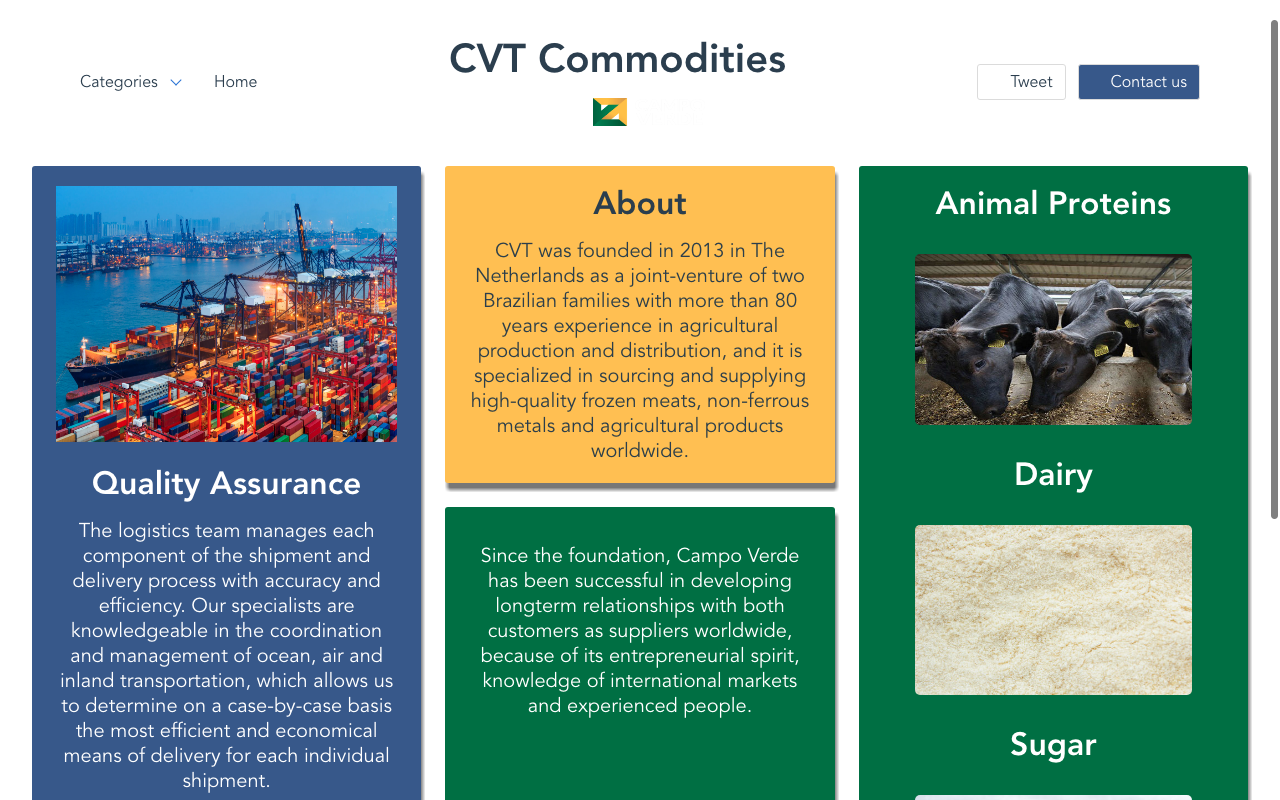 CVT Commodities
Categories
Home
Tweet
Contact us
Quality Assurance
The logistics team manages each
component of the shipment and
delivery process with accuracy and
efficiency. Our specialists are
knowledgeable in the coordination
and management of ocean, air and
inland transportation, which allows us
to determine on a case-by-case basis
the most efficient and economical
means of delivery for each individual
shipment.
About
CVT was founded in 2013 in The
Netherlands as a joint-venture of two
Brazilian families with more than 80
years experience in agricultural
production and distribution, and it is
specialized in sourcing and supplying
high-quality frozen meats, non-ferrous
metals and agricultural products
worldwide.
Since the foundation, Campo Verde
has been successful in developing
longterm relationships with both
customers as suppliers worldwide,
because of its entrepreneurial spirit,
knowledge of international markets
and experienced people.
Animal Proteins
Dairy
Sugar